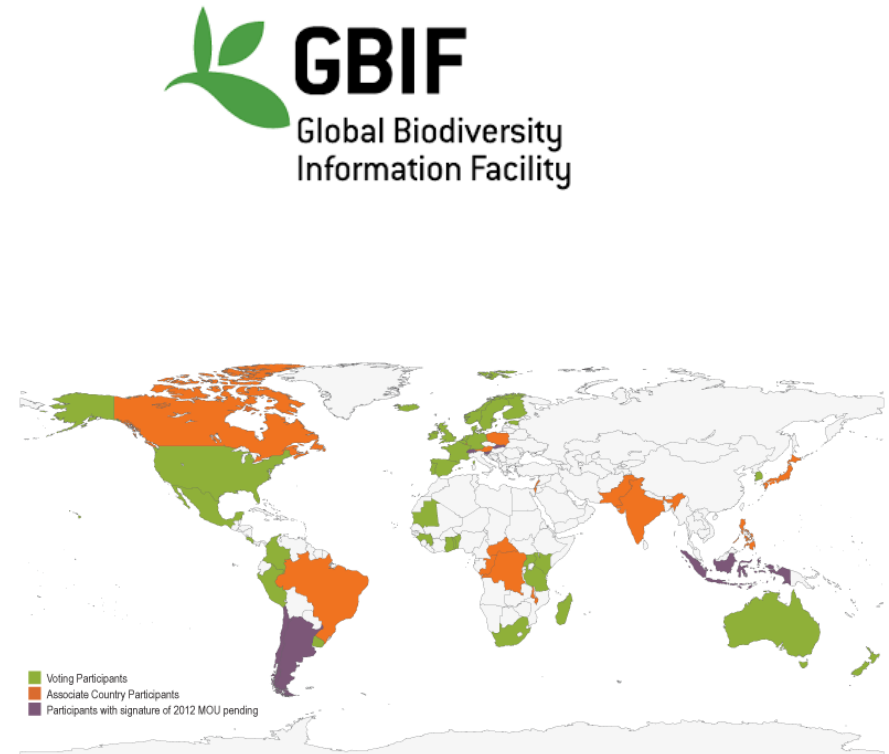 GBIF
Global Biodiversity
Information Facility
Voting Participants
Associate Country Participants
Participants with signature of 2012 MOU pending